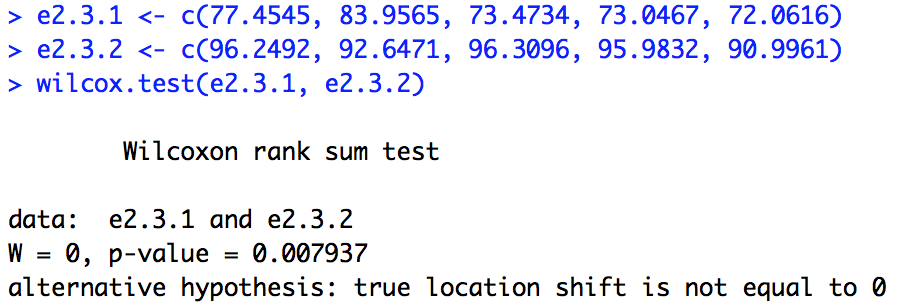 > e2.3.1 <- c(77.4545, 83.9565, 73.4734, 73.0467, 72.0616)
> e2.3.2 <- c(96.2492, 92.6471, 96.3096, 95.9832, 90.9961)
> wilcox.test(e2.3.1, e2.3.2)
Wilcoxon rank sum test
data:  e2.3.1 and e2.3.2
W = 0, p-value = 0.007937
alternative hypothesis: true location shift is not equal to 0